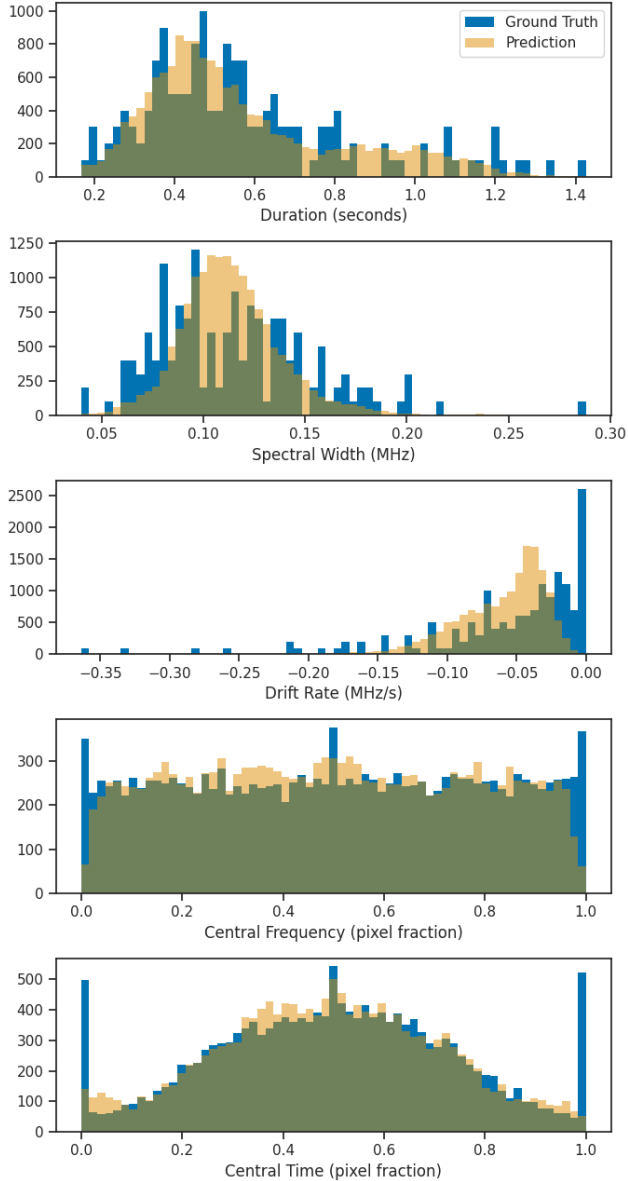 1000
Ground Truth
Prediction
800
600
400
200
0
0.2 0.4 0.6 0.8 1.0 1.2 1.4
Duration (seconds)
1250
1000
750
500
250
0
0.05 0.10 0.15 0.20 0.25 0.30
Spectral Width (MHz)
2500
2000
1500
1000
500
0
−0.35 −0.30 −0.25 −0.20 −0.15 −0.10 −0.05 0.00
Drift Rate (MHz/s)
300
200
100
0
0.0 0.2 0.4 0.6 0.8 1.0
Central Frequency (pixel fraction)
500
400
300
200
100
0
0.0 0.2 0.4 0.6 0.8 1.0
Central Time (pixel fraction)